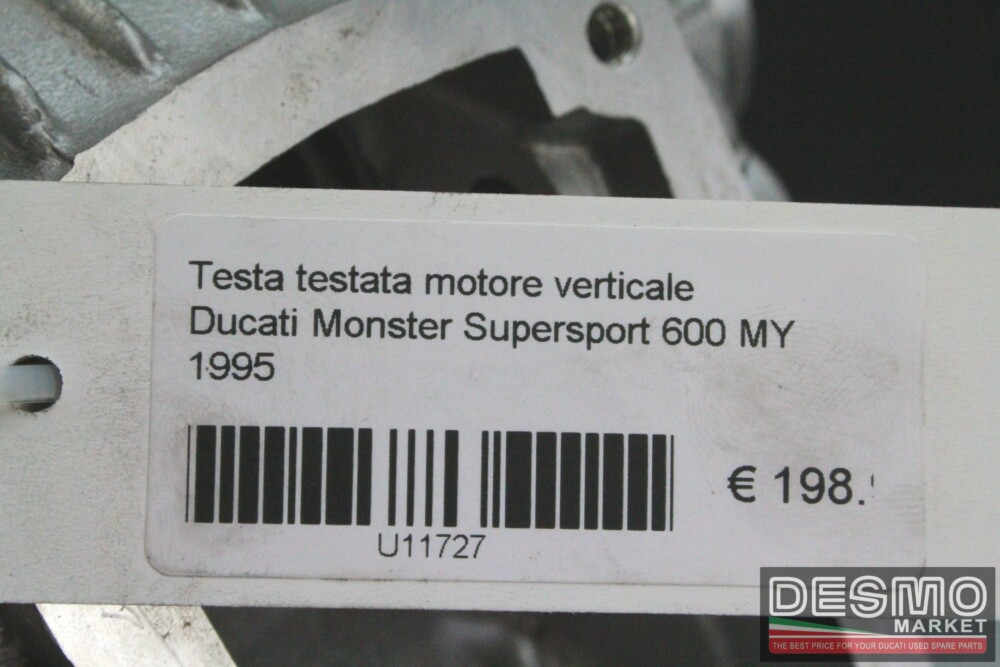 Testa testata motore verticale
Ducati Monster Supersport 600 MY
1995
€ 198.
U11727
DESMO
MARKET
THE BEST PRICE FOR YOUR DUCATI USED SPARE PARTS